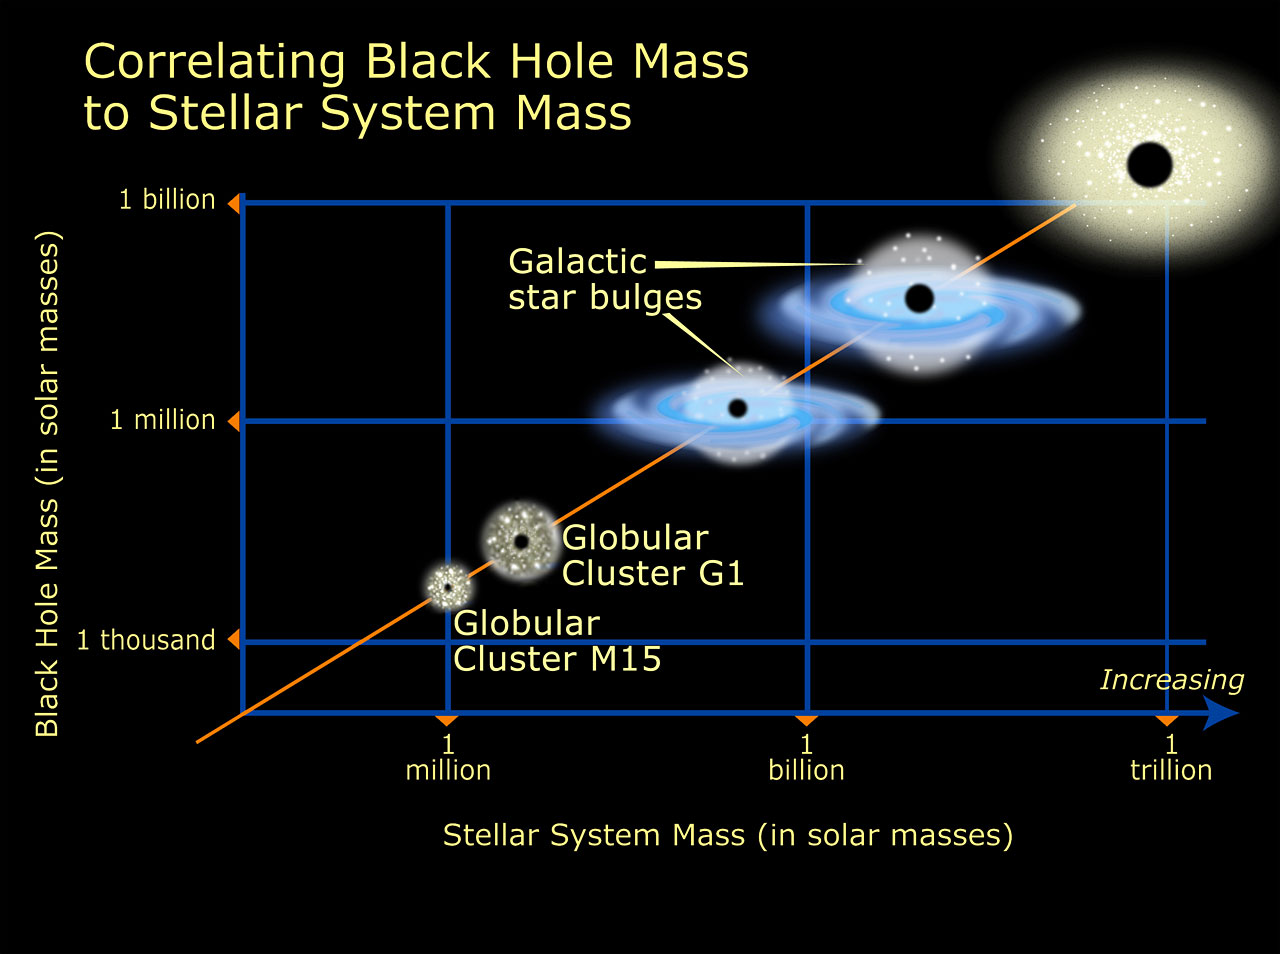 Correlating Black Hole Mass
to Stellar System Mass
1 billion
Galactic
star bulges
1 million
Black Hole Mass (in solar masses)
Globular
Cluster G1
Globular
Cluster M15
1 thousand
Increasing
1
million
1
billion
1
trillion
Stellar System Mass (in solar masses)